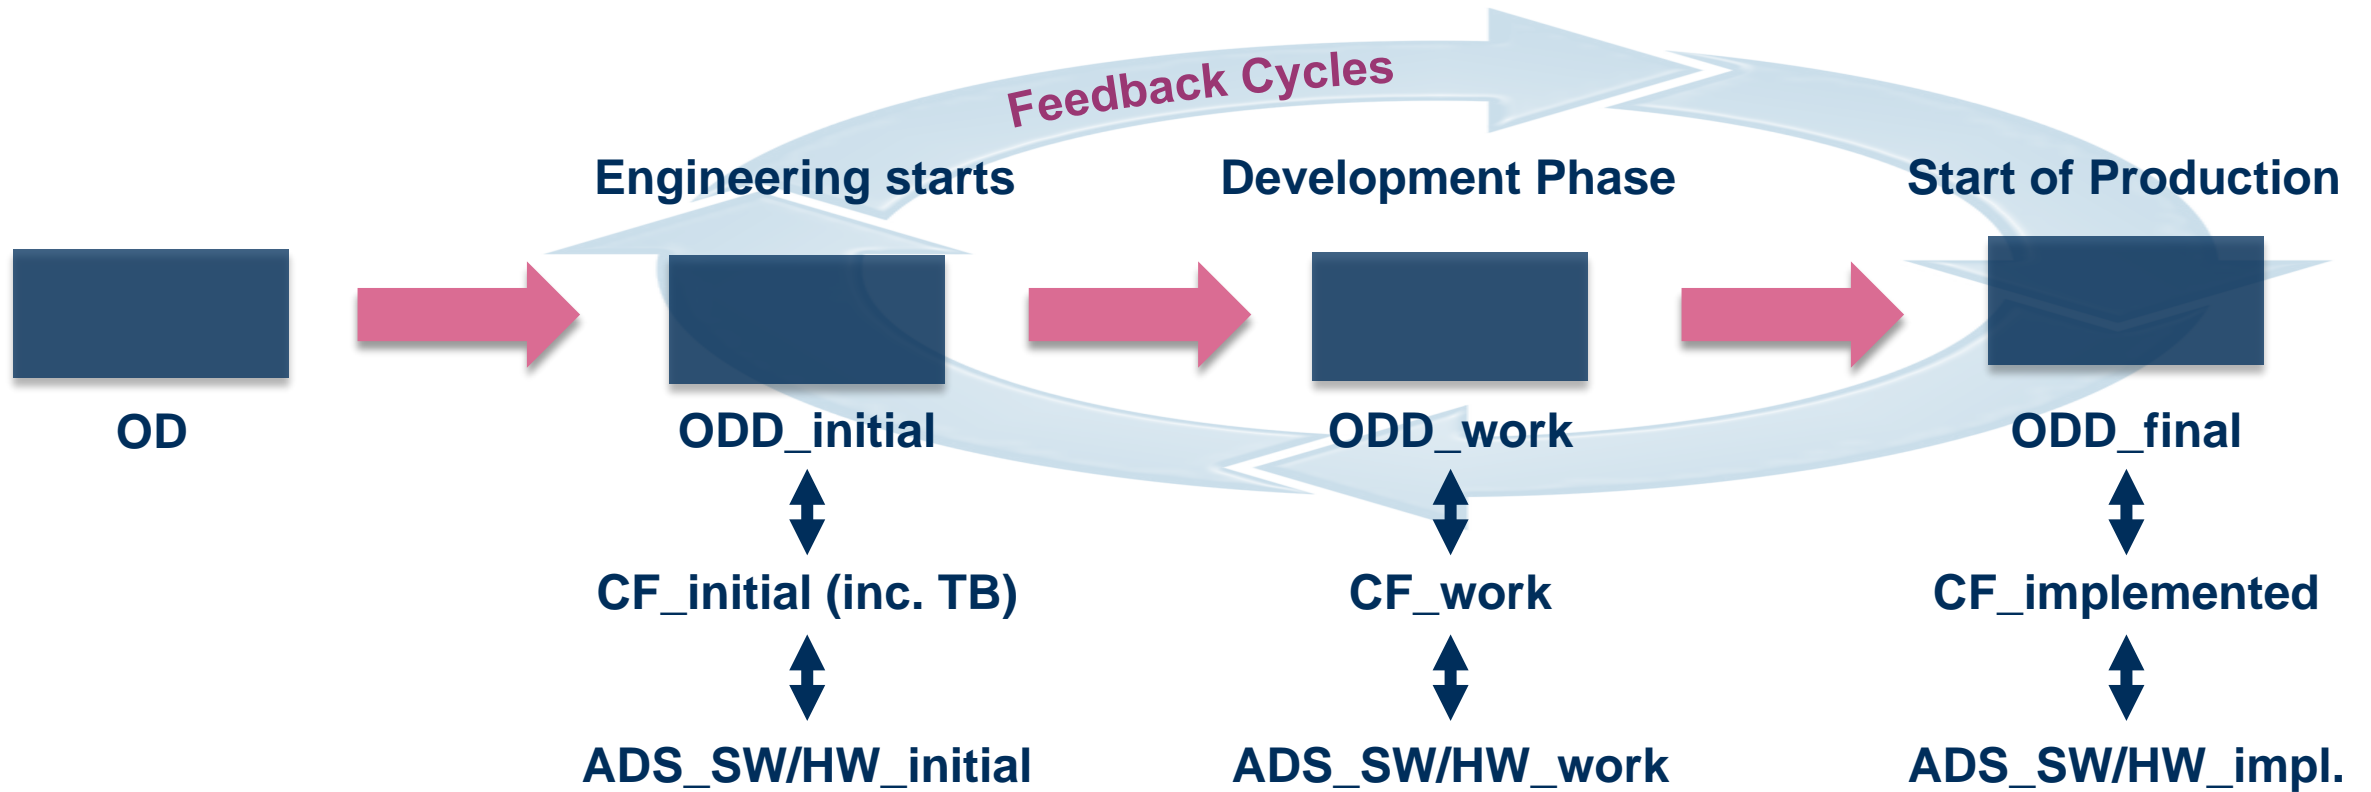 Feedback Cycles
Engineering starts
Development Phase
Start of Production
OD
ODD_initial
ODD_work
ODD_final
CF_initial (inc. TB)
CF_work
CF_implemented
ADS_SW/HW_initial
ADS_SW/HW_work
ADS_SW/HW_impl.